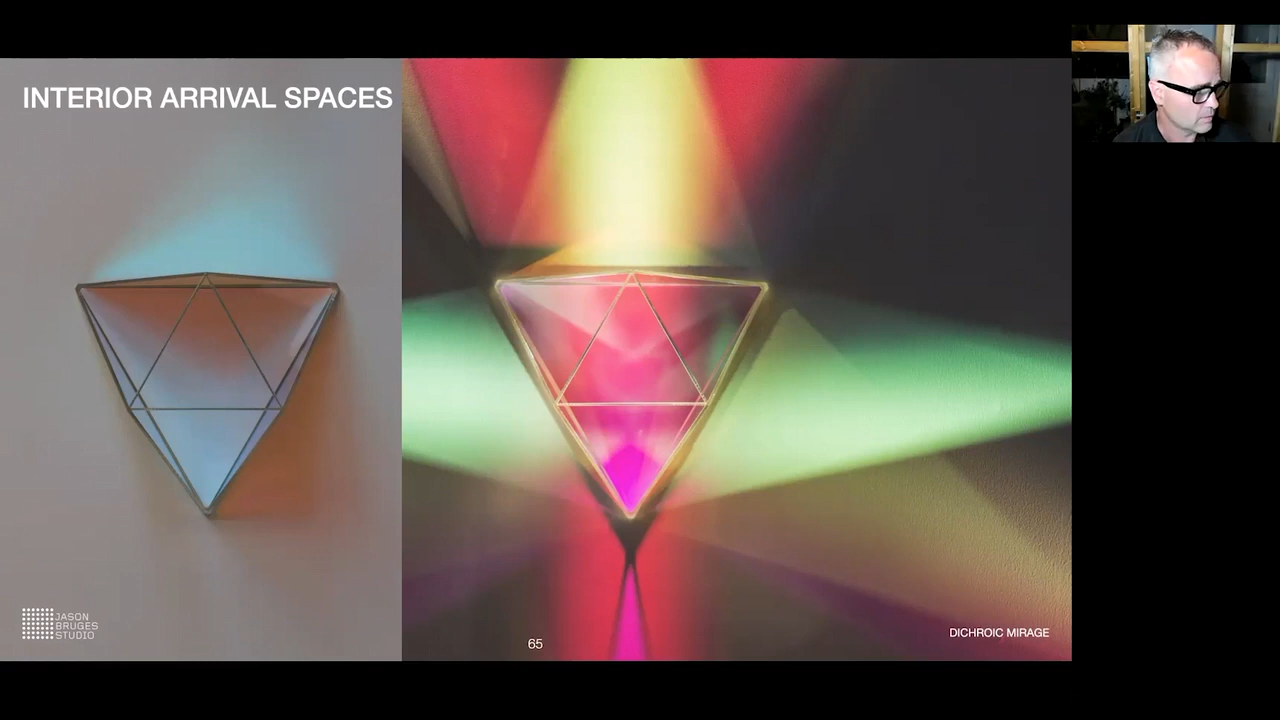 INTERIOR ARRIVAL SPACES
JASON
BRUGES
STUDIO
65
DICHROIC MIRAGE